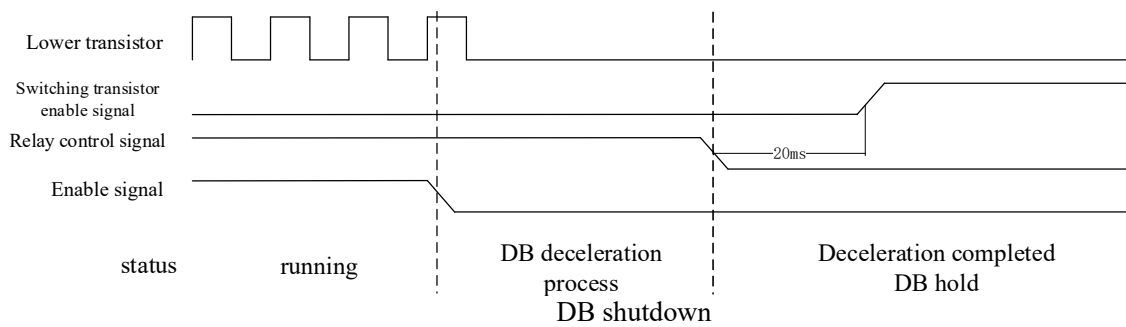 Lower transistor
Switching transistor
enable signal
Relay control signal
20ms
Enable signal
status
running
DB deceleration
process
Deceleration completed
DB hold
DB shutdown